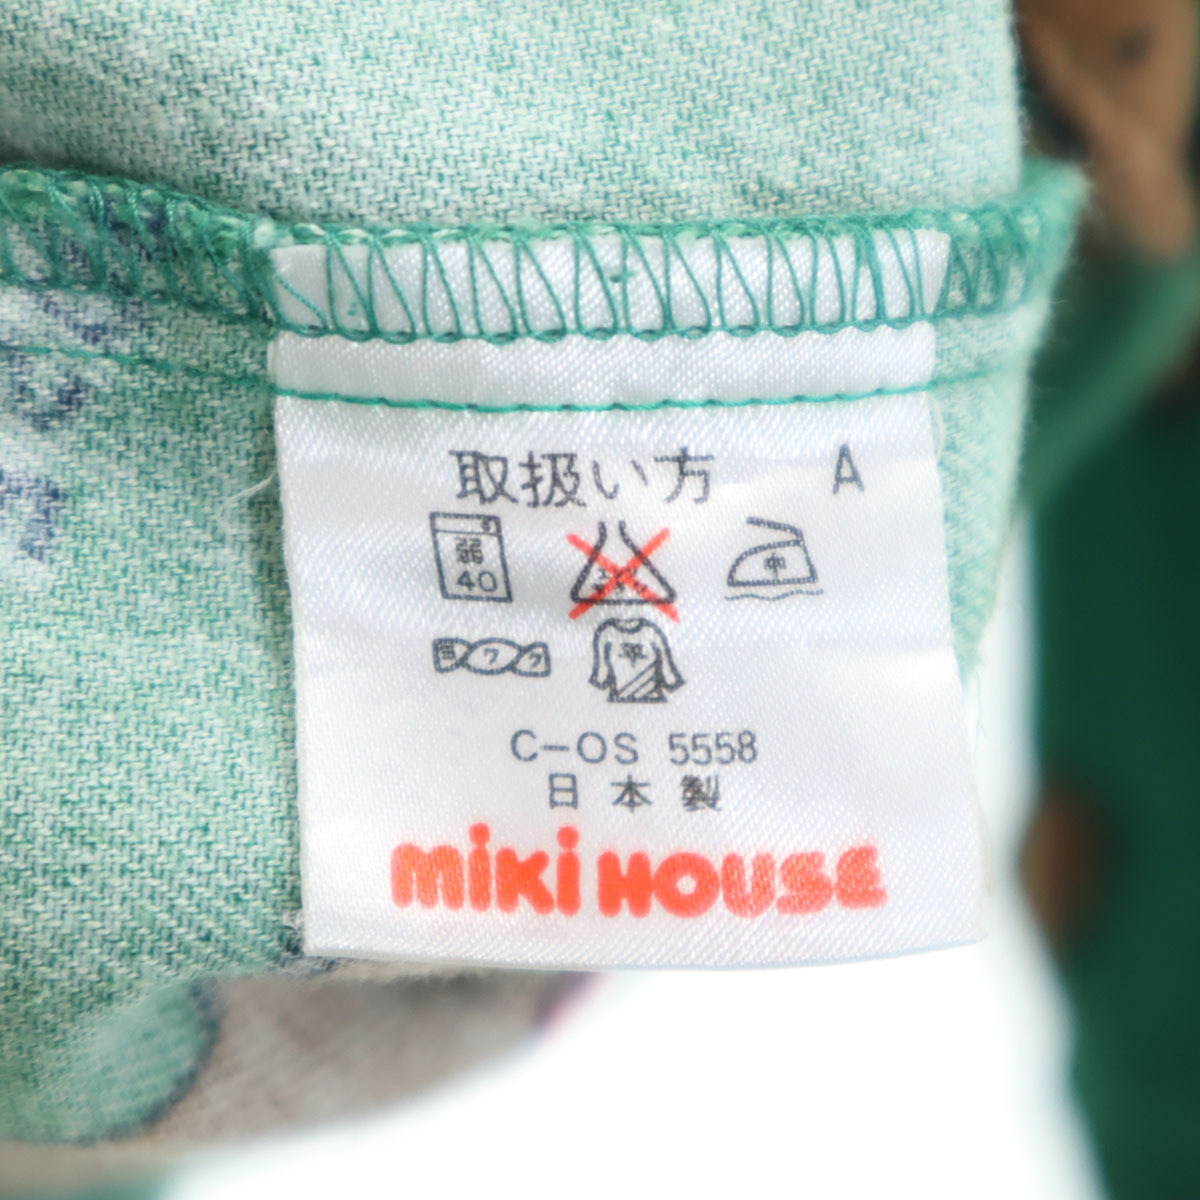 取扱い方 A
弱 40 中
平
C-OS 5558
日本製
miKi HOUSE